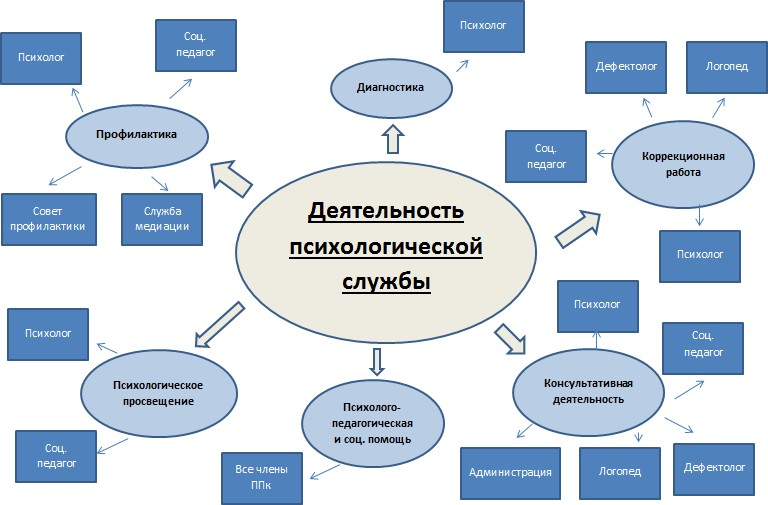 Психолог
Соц.
педагог
Психолог
Дефектолог
Логопед
Диагностика
Профилактика
Соц.
педагог
Коррекционная
работа
Совет
профилактики
Служба
медиации
Деятельность
психологической
службы
Психолог
Психолог
Психолог
Соц.
педагог
Психологическое
просвещение
Психолого-
педагогическая
и соц. помощь
Консультативная
деятельность
Соц.
педагог
Все члены
ППк
Администрация
Логопед
Дефектолог